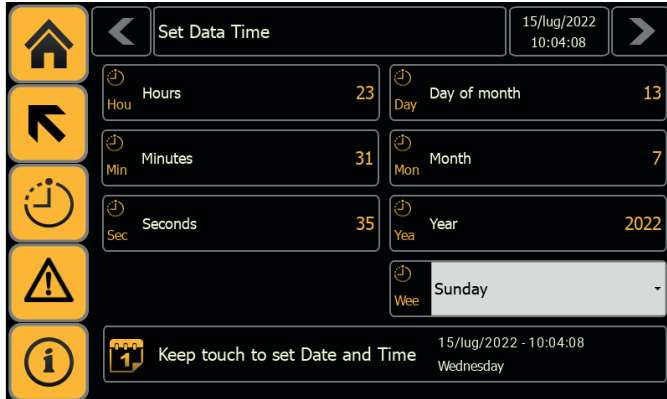 Set Data Time
15/lug/2022
10:04:08
Hou Hours 23
Day Day of month 13
Min Minutes 31
Mon Month 7
Sec Seconds 35
Yea Year 2022
Wee Sunday
1 Keep touch to set Date and Time
15/lug/2022 - 10:04:08
Wednesday